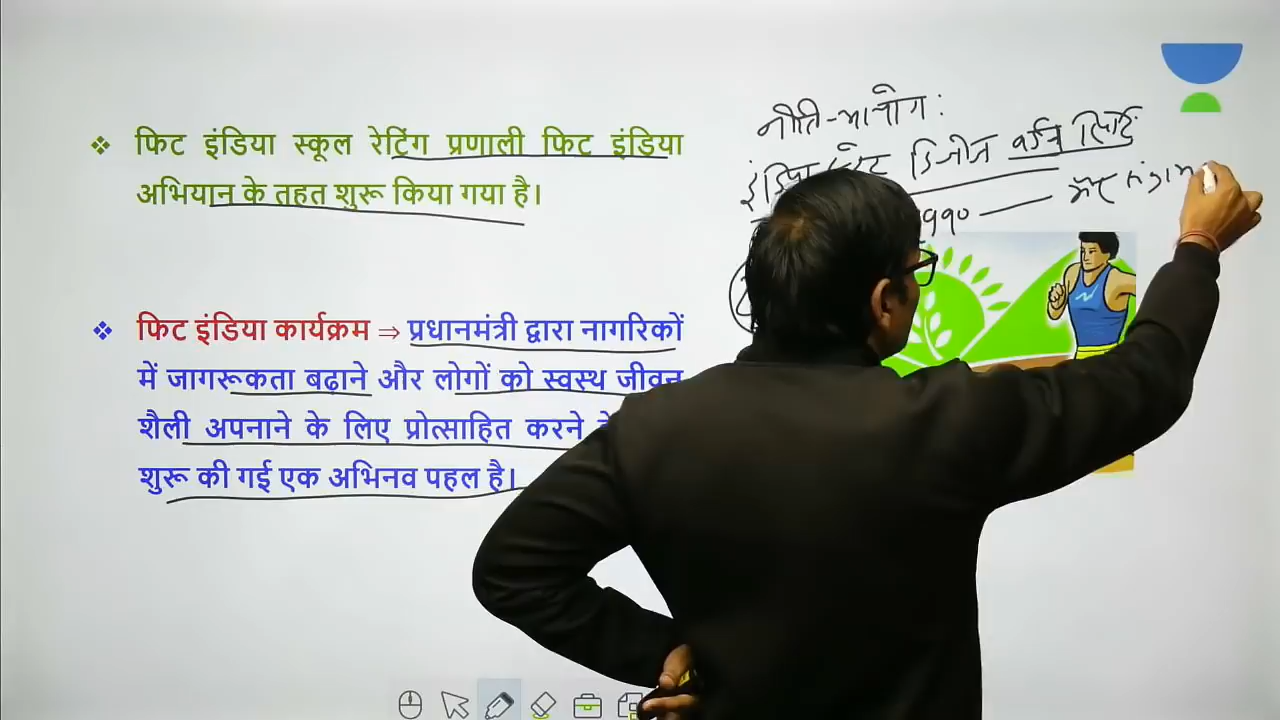 ❖ फिट इंडिया स्कूल रेटिंग प्रणाली फिट इंडिया
अभियान के तहत शुरू किया गया है।
❖ फिट इंडिया कार्यक्रम ⇒ प्रधानमंत्री द्वारा नागरिकों
में जागरूकता बढ़ाने और लोगों को स्वस्थ जीवन
शैली अपनाने के लिए प्रोत्साहित करने
शुरू की गई एक अभिनव पहल है।
नीति-आयोग:
डिजीज
१९९०